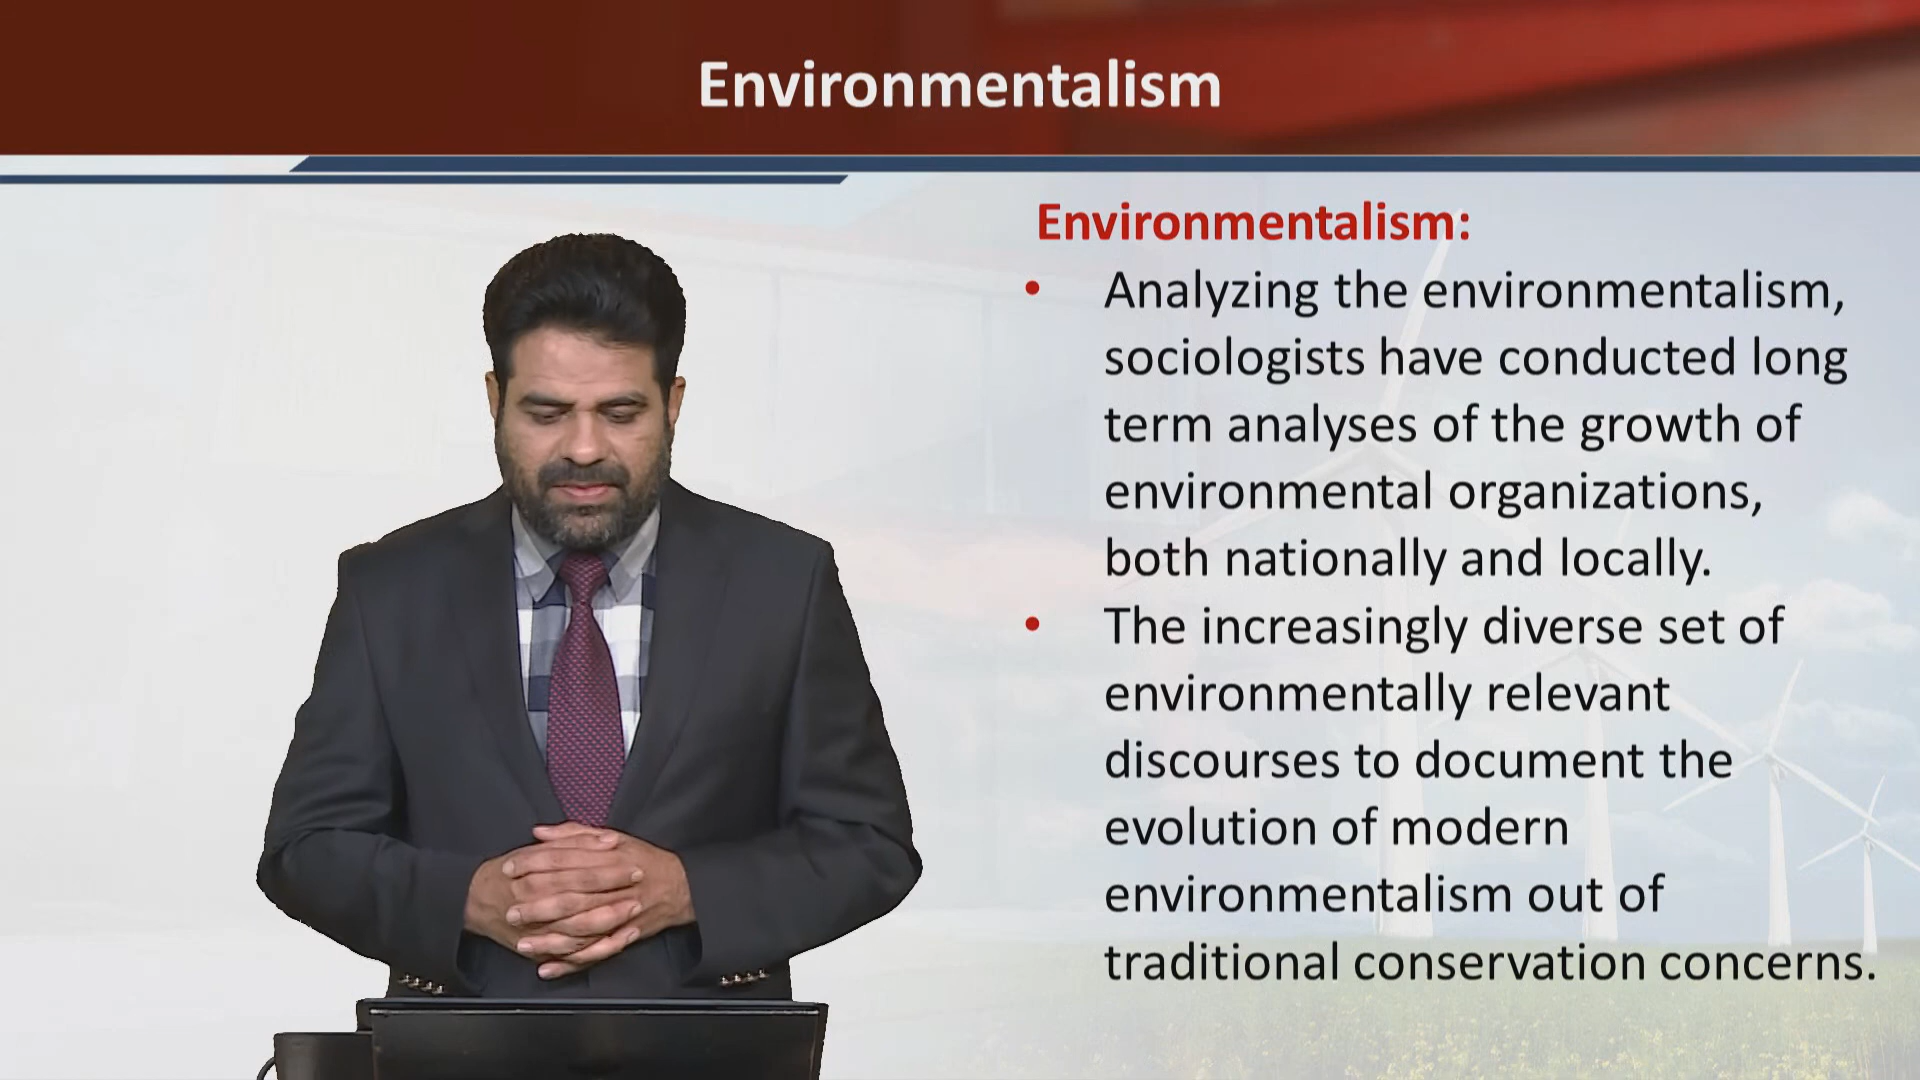 Environmentalism
Environmentalism:
• Analyzing the environmentalism,
sociologists have conducted long
term analyses of the growth of
environmental organizations,
both nationally and locally.
• The increasingly diverse set of
environmentally relevant
discourses to document the
evolution of modern
environmentalism out of
traditional conservation concerns.